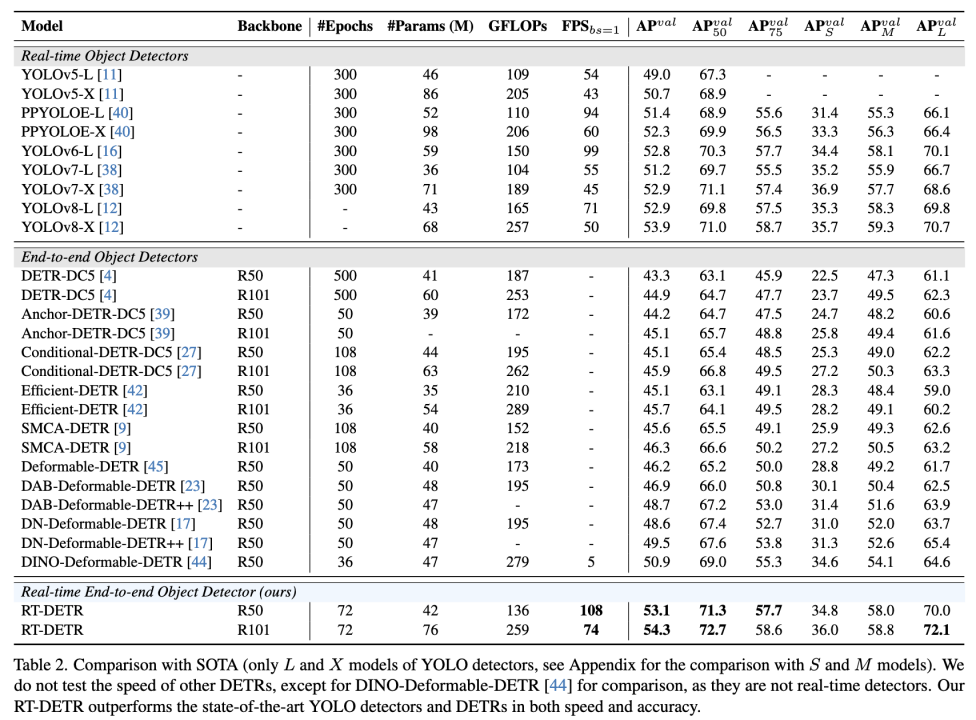 Model Backbone #Epochs #Params (M) GFLOPs FPS_bs=1 AP^val AP^val_50 AP^val_75 AP^val_S AP^val_M AP^val_L
Real-time Object Detectors
YOLOv5-L [11] - 300 46 109 54 49.0 67.3 - - - -
YOLOv5-X [11] - 300 86 205 43 50.7 68.9 - - - -
PPYOLOE-L [40] - 300 52 110 94 51.4 68.9 55.6 31.4 55.3 66.1
PPYOLOE-X [40] - 300 98 206 60 52.3 69.9 56.5 33.3 56.3 66.4
YOLOv6-L [16] - 300 59 150 99 52.8 70.3 57.7 34.4 58.1 70.1
YOLOv7-L [38] - 300 36 104 55 51.2 69.7 55.5 35.2 55.9 66.7
YOLOv7-X [38] - 300 71 189 45 52.9 71.1 57.4 36.9 57.7 68.6
YOLOv8-L [12] - - 43 165 71 52.9 69.8 57.5 35.3 58.3 69.8
YOLOv8-X [12] - - 68 257 50 53.9 71.0 58.7 35.7 59.3 70.7
End-to-end Object Detectors
DETR-DC5 [4] R50 500 41 187 - 43.3 63.1 45.9 22.5 47.3 61.1
DETR-DC5 [4] R101 500 60 253 - 44.9 64.7 47.7 23.7 49.5 62.3
Anchor-DETR-DC5 [39] R50 50 39 172 - 44.2 64.7 47.5 24.7 48.2 60.6
Anchor-DETR-DC5 [39] R101 50 - - - 45.1 65.7 48.8 25.8 49.4 61.6
Conditional-DETR-DC5 [27] R50 108 44 195 - 45.1 65.4 48.5 25.3 49.0 62.2
Conditional-DETR-DC5 [27] R101 108 63 262 - 45.9 66.8 49.5 27.2 50.3 63.3
Efficient-DETR [42] R50 36 35 210 - 45.1 63.1 49.1 28.3 48.4 59.0
Efficient-DETR [42] R101 36 54 289 - 45.7 64.1 49.5 28.2 49.1 60.2
SMCA-DETR [9] R50 108 40 152 - 45.6 65.5 49.1 25.9 49.3 62.6
SMCA-DETR [9] R101 108 58 218 - 46.3 66.6 50.2 27.2 50.5 63.2
Deformable-DETR [45] R50 50 40 173 - 46.2 65.2 50.0 28.8 49.2 61.7
DAB-Deformable-DETR [23] R50 50 48 195 - 46.9 66.0 50.8 30.1 50.4 62.5
DAB-Deformable-DETR++ [23] R50 50 47 - - 48.7 67.2 53.0 31.4 51.6 63.9
DN-Deformable-DETR [17] R50 50 48 195 - 48.6 67.4 52.7 31.0 52.0 63.7
DN-Deformable-DETR++ [17] R50 50 47 - - 49.5 67.6 53.8 31.3 52.6 65.4
DINO-Deformable-DETR [44] R50 36 47 279 5 50.9 69.0 55.3 34.6 54.1 64.6
Real-time End-to-end Object Detector (ours)
RT-DETR R50 72 42 136 108 53.1 71.3 57.7 34.8 58.0 70.0
RT-DETR R101 72 76 259 74 54.3 72.7 58.6 36.0 58.8 72.1
Table 2. Comparison with SOTA (only L and X models of YOLO detectors, see Appendix for the comparison with S and M models). We
do not test the speed of other DETRs, except for DINO-Deformable-DETR [44] for comparison, as they are not real-time detectors. Our
RT-DETR outperforms the state-of-the-art YOLO detectors and DETRs in both speed and accuracy.